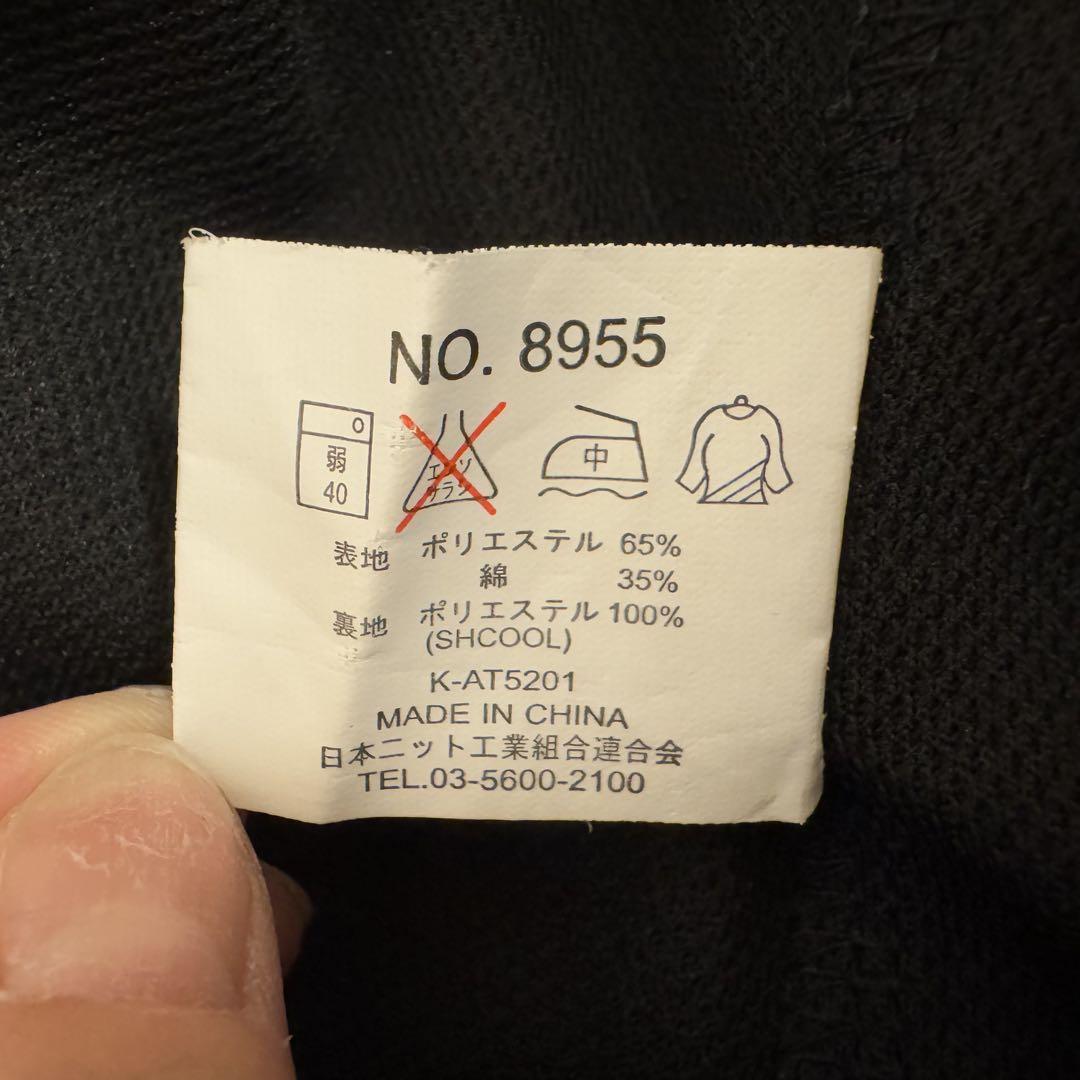 NO. 8955
弱
40
エンソ
サラシ
中
表地 ポリエステル 65%
綿 35%
裏地 ポリエステル 100%
(SHCOOL)
K-AT5201
MADE IN CHINA
日本ニット工業組合連合会
TEL.03-5600-2100